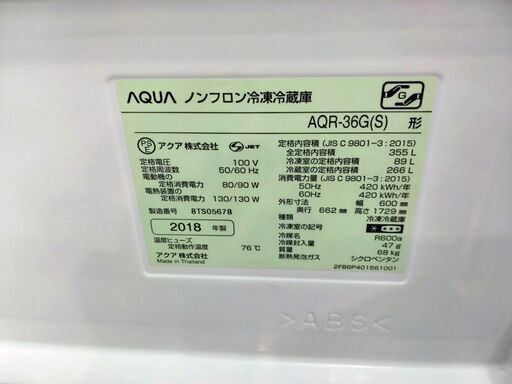 AQUA ノンフロン冷凍冷蔵庫
AQR-36G(S) 形
G
PS
E
アクア 株式会社 JET
定格電圧 100 V
定格周波数 50/60 Hz
電動機の
定格消費電力 80/90 W
電熱装置の
定格消費電力 130/130 W
製造番号 8TS05678
2018 年製
温度ヒューズ
定格動作温度 76℃
アクア 株式会社
Made in Thailand
定格内容積 (JIS C 9801-3 : 2015)
全定格内容積 355 L
冷凍室の定格内容積 89 L
冷蔵室の定格内容積 266 L
消費電力量 (JIS C 9801-3 : 2015)
50Hz 420 kWh/年
60Hz 420 kWh/年
外形寸法 幅 600 mm
奥行 662 mm 高さ 1729 mm
種類 冷凍冷蔵庫
冷凍室の記号
冷媒名 R600a
冷媒封入量 47 g
質量 68 kg
断熱発泡ガス シクロペンタン
2FB6P401561001
>ABS<